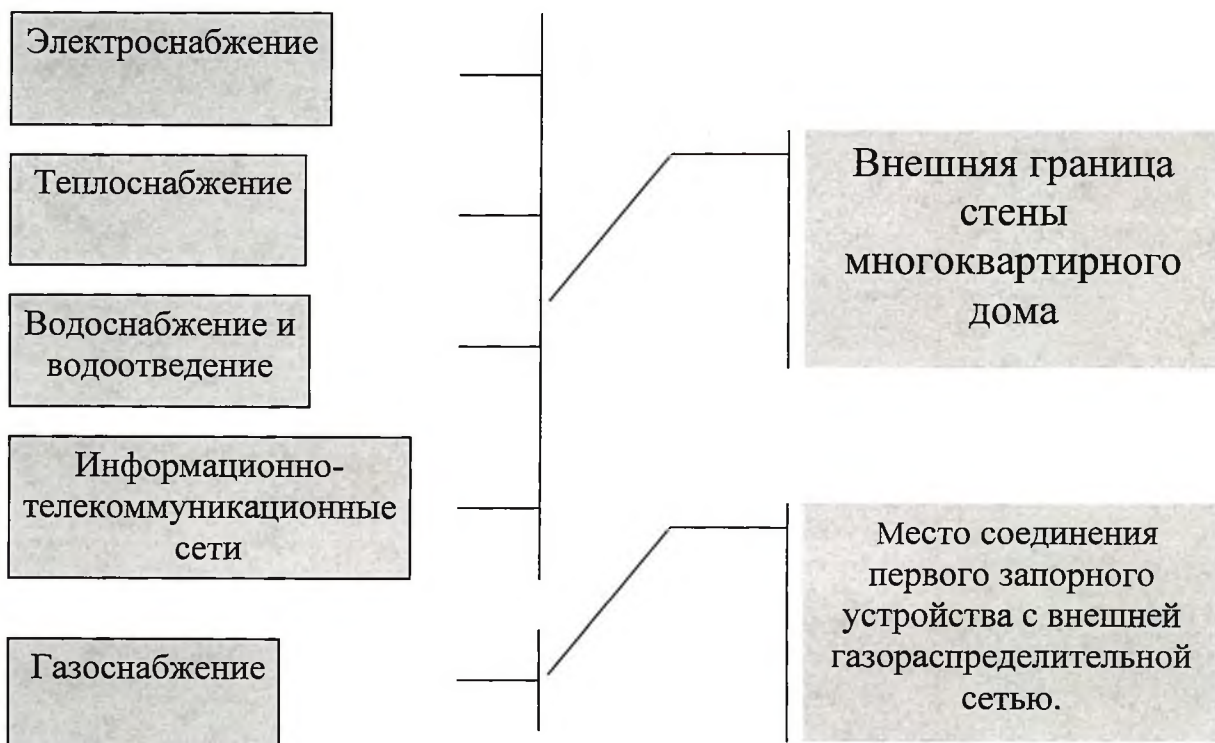 Электроснабжение
Теплоснабжение
Водоснабжение и
водоотведение
Информационно-
телекоммуникационные
сети
Газоснабжение
Внешняя граница
стены
многоквартирного
дома
Место соединения
первого запорного
устройства с внешней
газораспределительной
сетью.